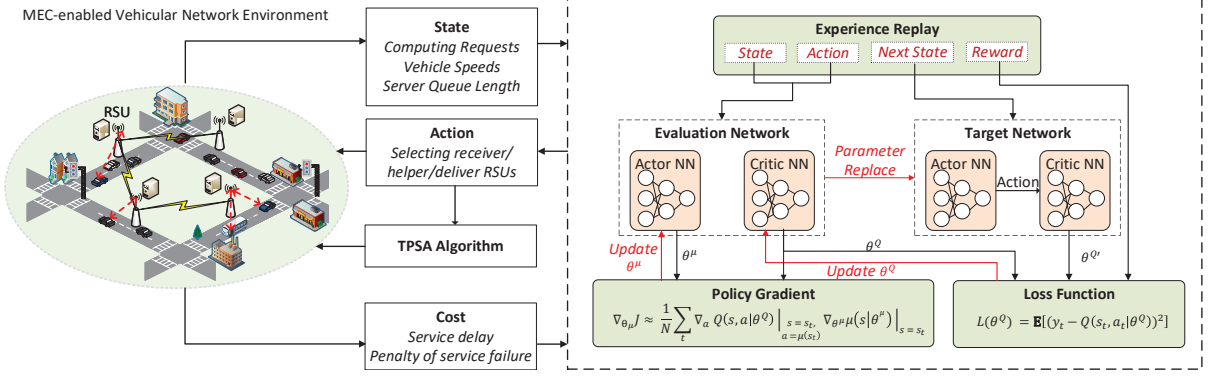 MEC-enabled Vehicular Network Environment
RSU
State
Computing Requests
Vehicle Speeds
Server Queue Length
Action
Selecting receiver/
helper/deliver RSUs
TPSA Algorithm
Cost
Service delay
Penalty of service failure
Experience Replay
State Action Next State Reward
Evaluation Network
Actor NN Critic NN
Parameter
Replace
Target Network
Actor NN Critic NN
Action
Update
θ^μ
θ^μ
θ^Q
Update θ^Q
θ^Q′
Policy Gradient
∇_θμ J ≈ 1/N ∑_t ∇_a Q(s, a|θ^Q)|_{s = s_t, a = μ(s_t)} ∇_θ^μ μ(s|θ^μ)|_{s = s_t}
Loss Function
L(θ^Q) = E[(y_t − Q(s_t, a_t|θ^Q))^2]